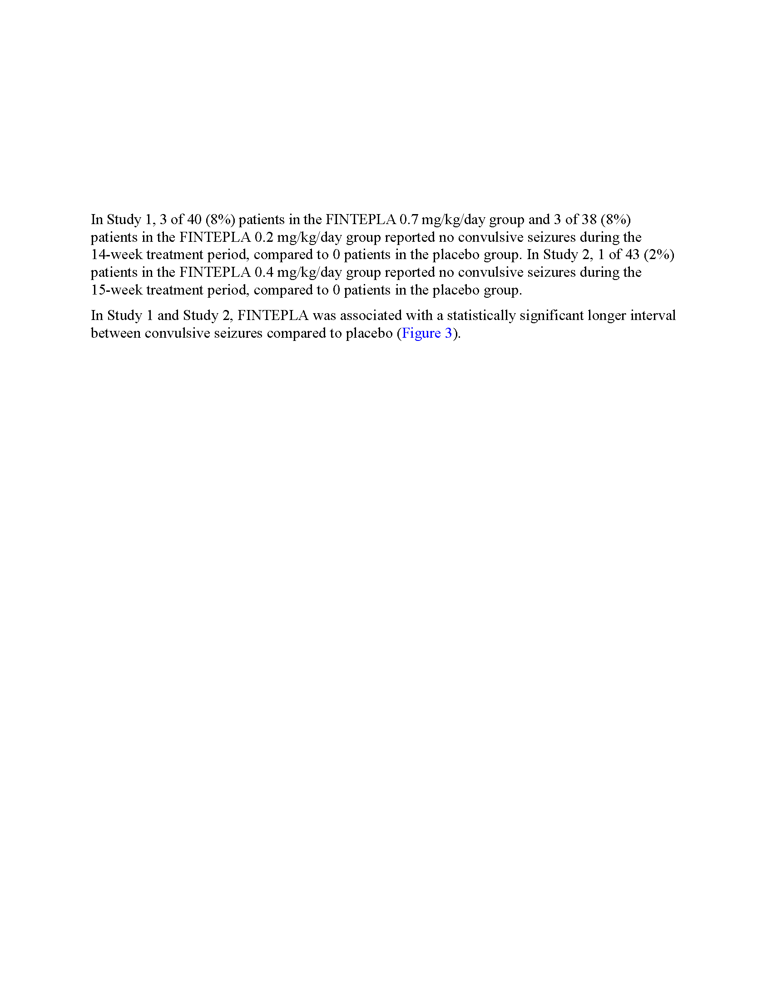 In Study 1, 3 of 40 (8%) patients in the FINTEPLA 0.7 mg/kg/day group and 3 of 38 (8%)
patients in the FINTEPLA 0.2 mg/kg/day group reported no convulsive seizures during the
14-week treatment period, compared to 0 patients in the placebo group. In Study 2, 1 of 43 (2%)
patients in the FINTEPLA 0.4 mg/kg/day group reported no convulsive seizures during the
15-week treatment period, compared to 0 patients in the placebo group.
In Study 1 and Study 2, FINTEPLA was associated with a statistically significant longer interval
between convulsive seizures compared to placebo (Figure 3).